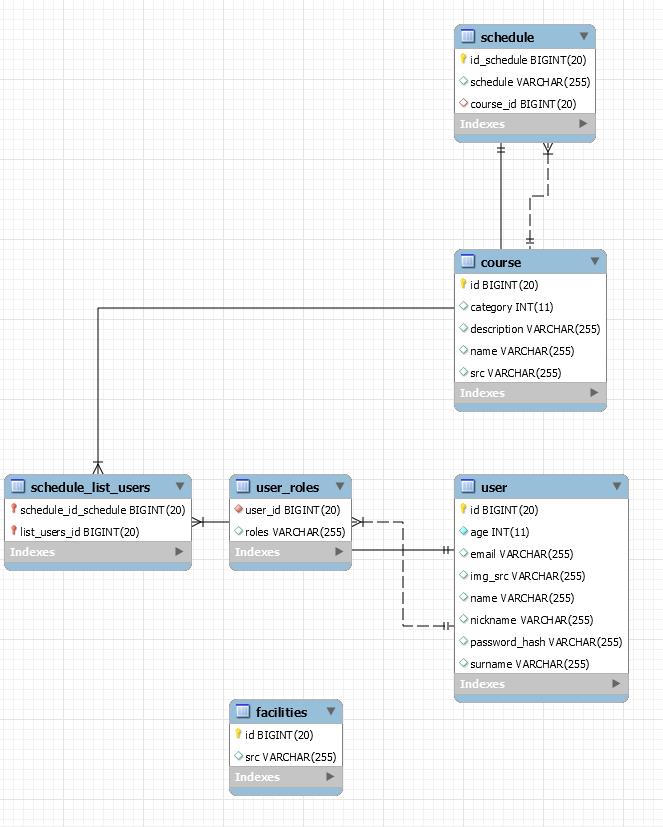 schedule
id_schedule BIGINT(20)
schedule VARCHAR(255)
course_id BIGINT(20)
Indexes
course
id BIGINT(20)
category INT(11)
description VARCHAR(255)
name VARCHAR(255)
src VARCHAR(255)
Indexes
schedule_list_users
schedule_id_schedule BIGINT(20)
list_users_id BIGINT(20)
Indexes
user_roles
user_id BIGINT(20)
roles VARCHAR(255)
Indexes
user
id BIGINT(20)
age INT(11)
email VARCHAR(255)
img_src VARCHAR(255)
name VARCHAR(255)
nickname VARCHAR(255)
password_hash VARCHAR(255)
surname VARCHAR(255)
Indexes
facilities
id BIGINT(20)
src VARCHAR(255)
Indexes